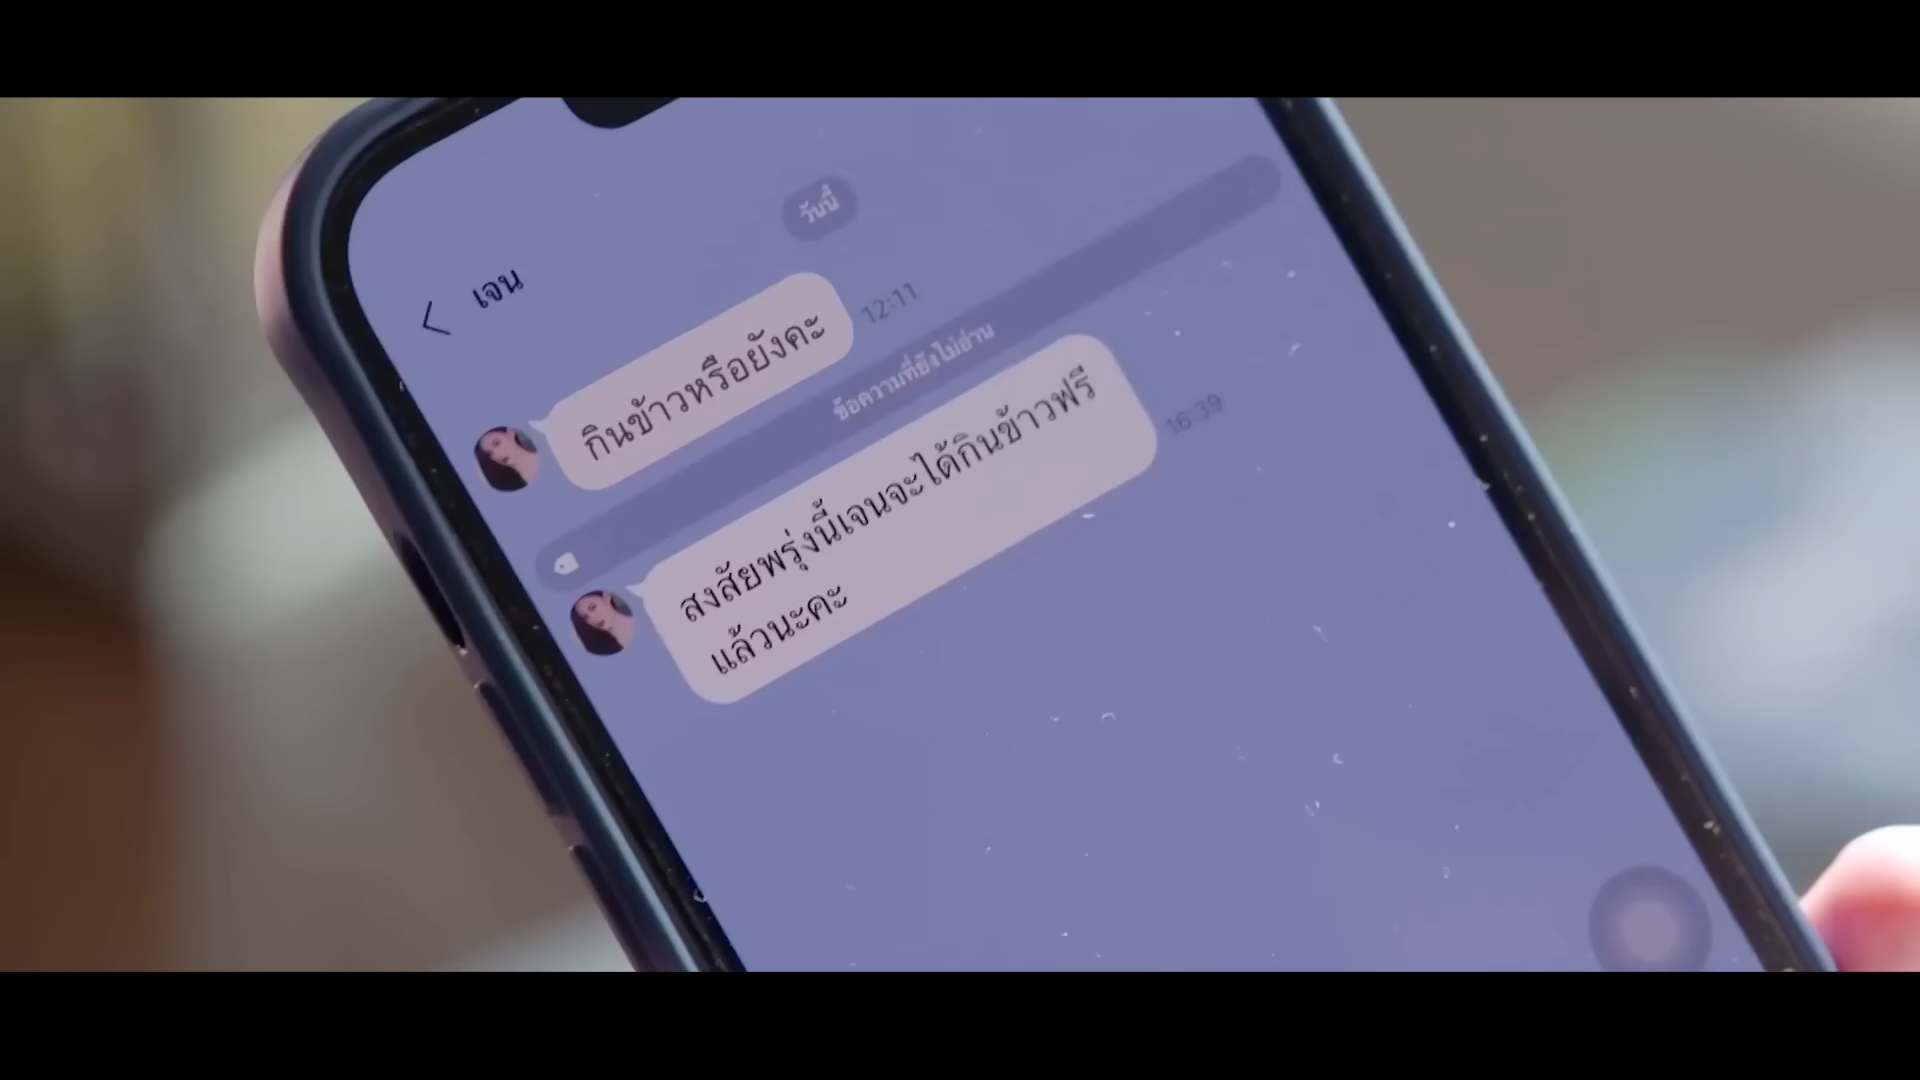 วันนี้
เจน
กินข้าวหรือยังคะ
12:11
ข้อความที่ยังไม่อ่าน
สงสัยพรุ่งนี้เจนจะได้กินข้าวฟรี
แล้วนะคะ
16:39